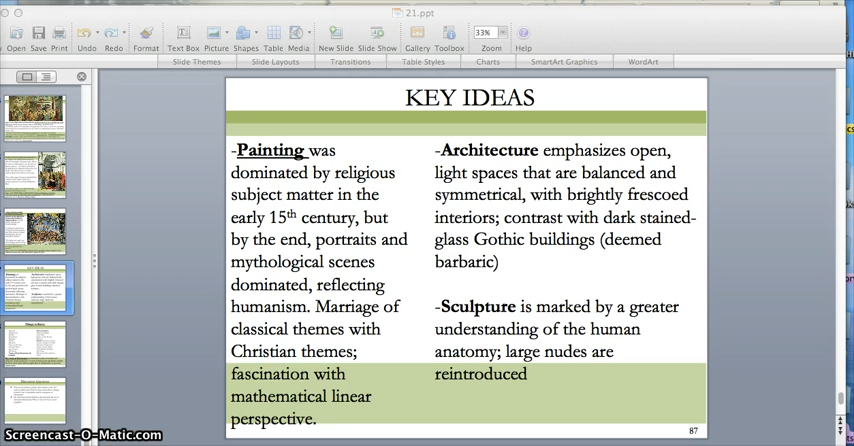 21.ppt
Open Save Print Undo Redo Format Text Box Picture Shapes Table Media New Slide Slide Show Gallery Toolbox Zoom Help
33%
Slide Themes Slide Layouts Transitions Table Styles Charts SmartArt Graphics WordArt
KEY IDEAS
-Painting was
dominated by religious
subject matter in the
early 15th century, but
by the end, portraits and
mythological scenes
dominated, reflecting
humanism. Marriage of
classical themes with
Christian themes;
fascination with
mathematical linear
perspective.
-Architecture emphasizes open,
light spaces that are balanced and
symmetrical, with brightly frescoed
interiors; contrast with dark stained-
glass Gothic buildings (deemed
barbaric)
-Sculpture is marked by a greater
understanding of the human
anatomy; large nudes are
reintroduced
87
Screencast-O-Matic.com